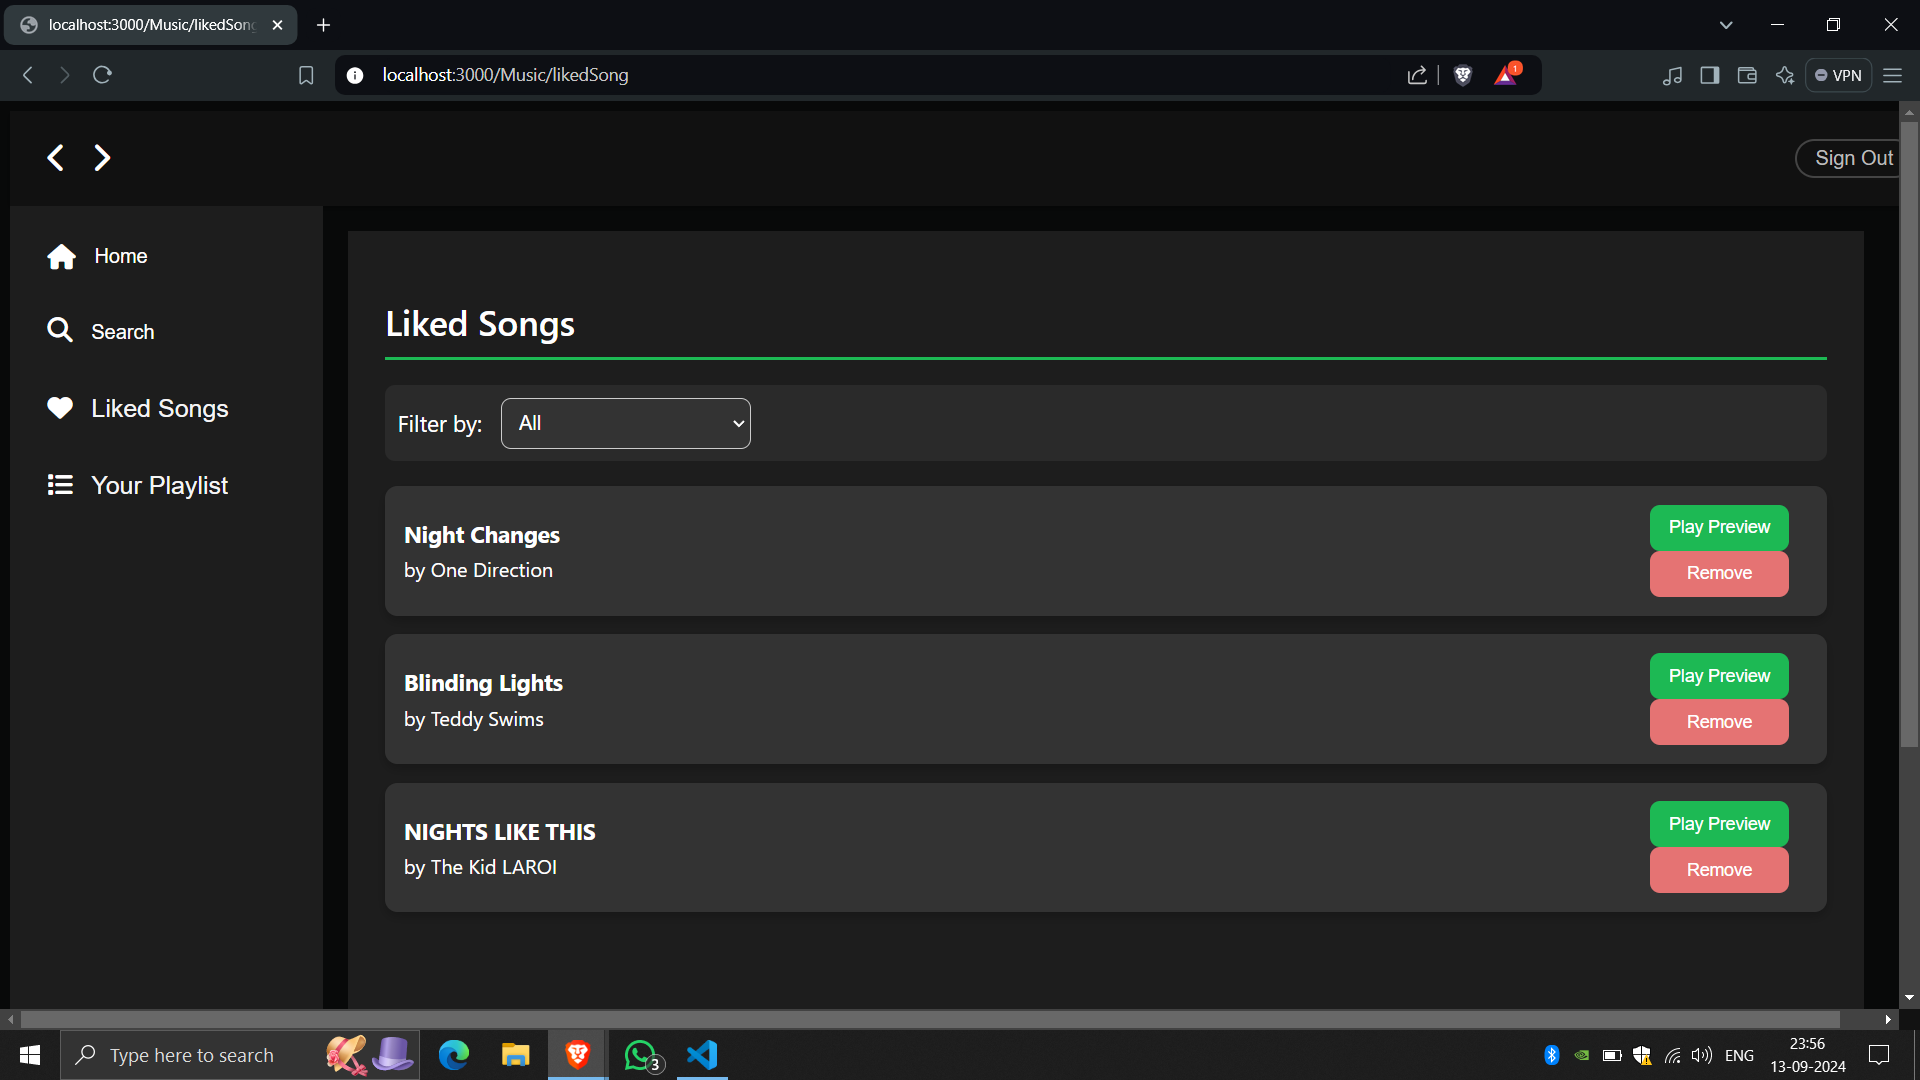 localhost:3000/Music/likedSong
localhost:3000/Music/likedSong
1
VPN
Sign Out
Home
Search
Liked Songs
Your Playlist
Liked Songs
Filter by:
All
Night Changes
by One Direction
Play Preview
Remove
Blinding Lights
by Teddy Swims
Play Preview
Remove
NIGHTS LIKE THIS
by The Kid LAROI
Play Preview
Remove
Type here to search
3
ENG
23:56
13-09-2024